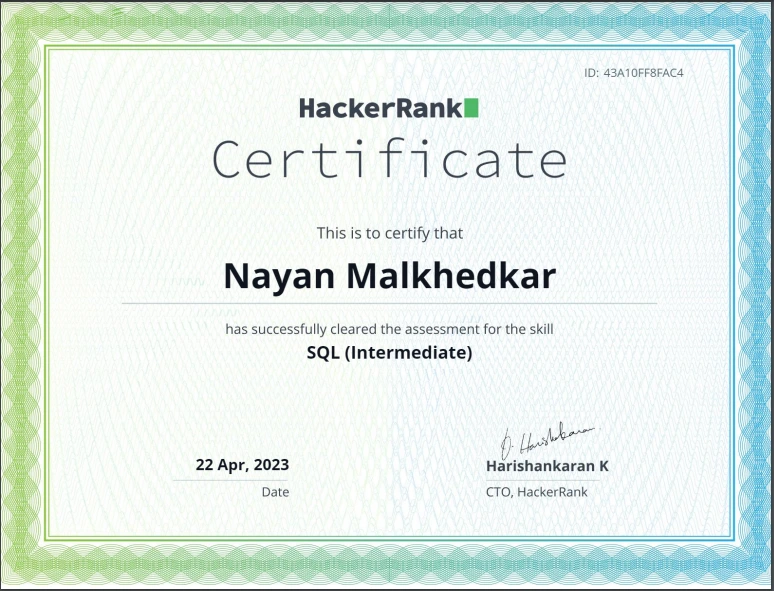 ID: 43A10FF8FAC4
HackerRank
Certificate
This is to certify that
Nayan Malkhedkar
has successfully cleared the assessment for the skill
SQL (Intermediate)
22 Apr, 2023
Date
Harishankaran K
CTO, HackerRank